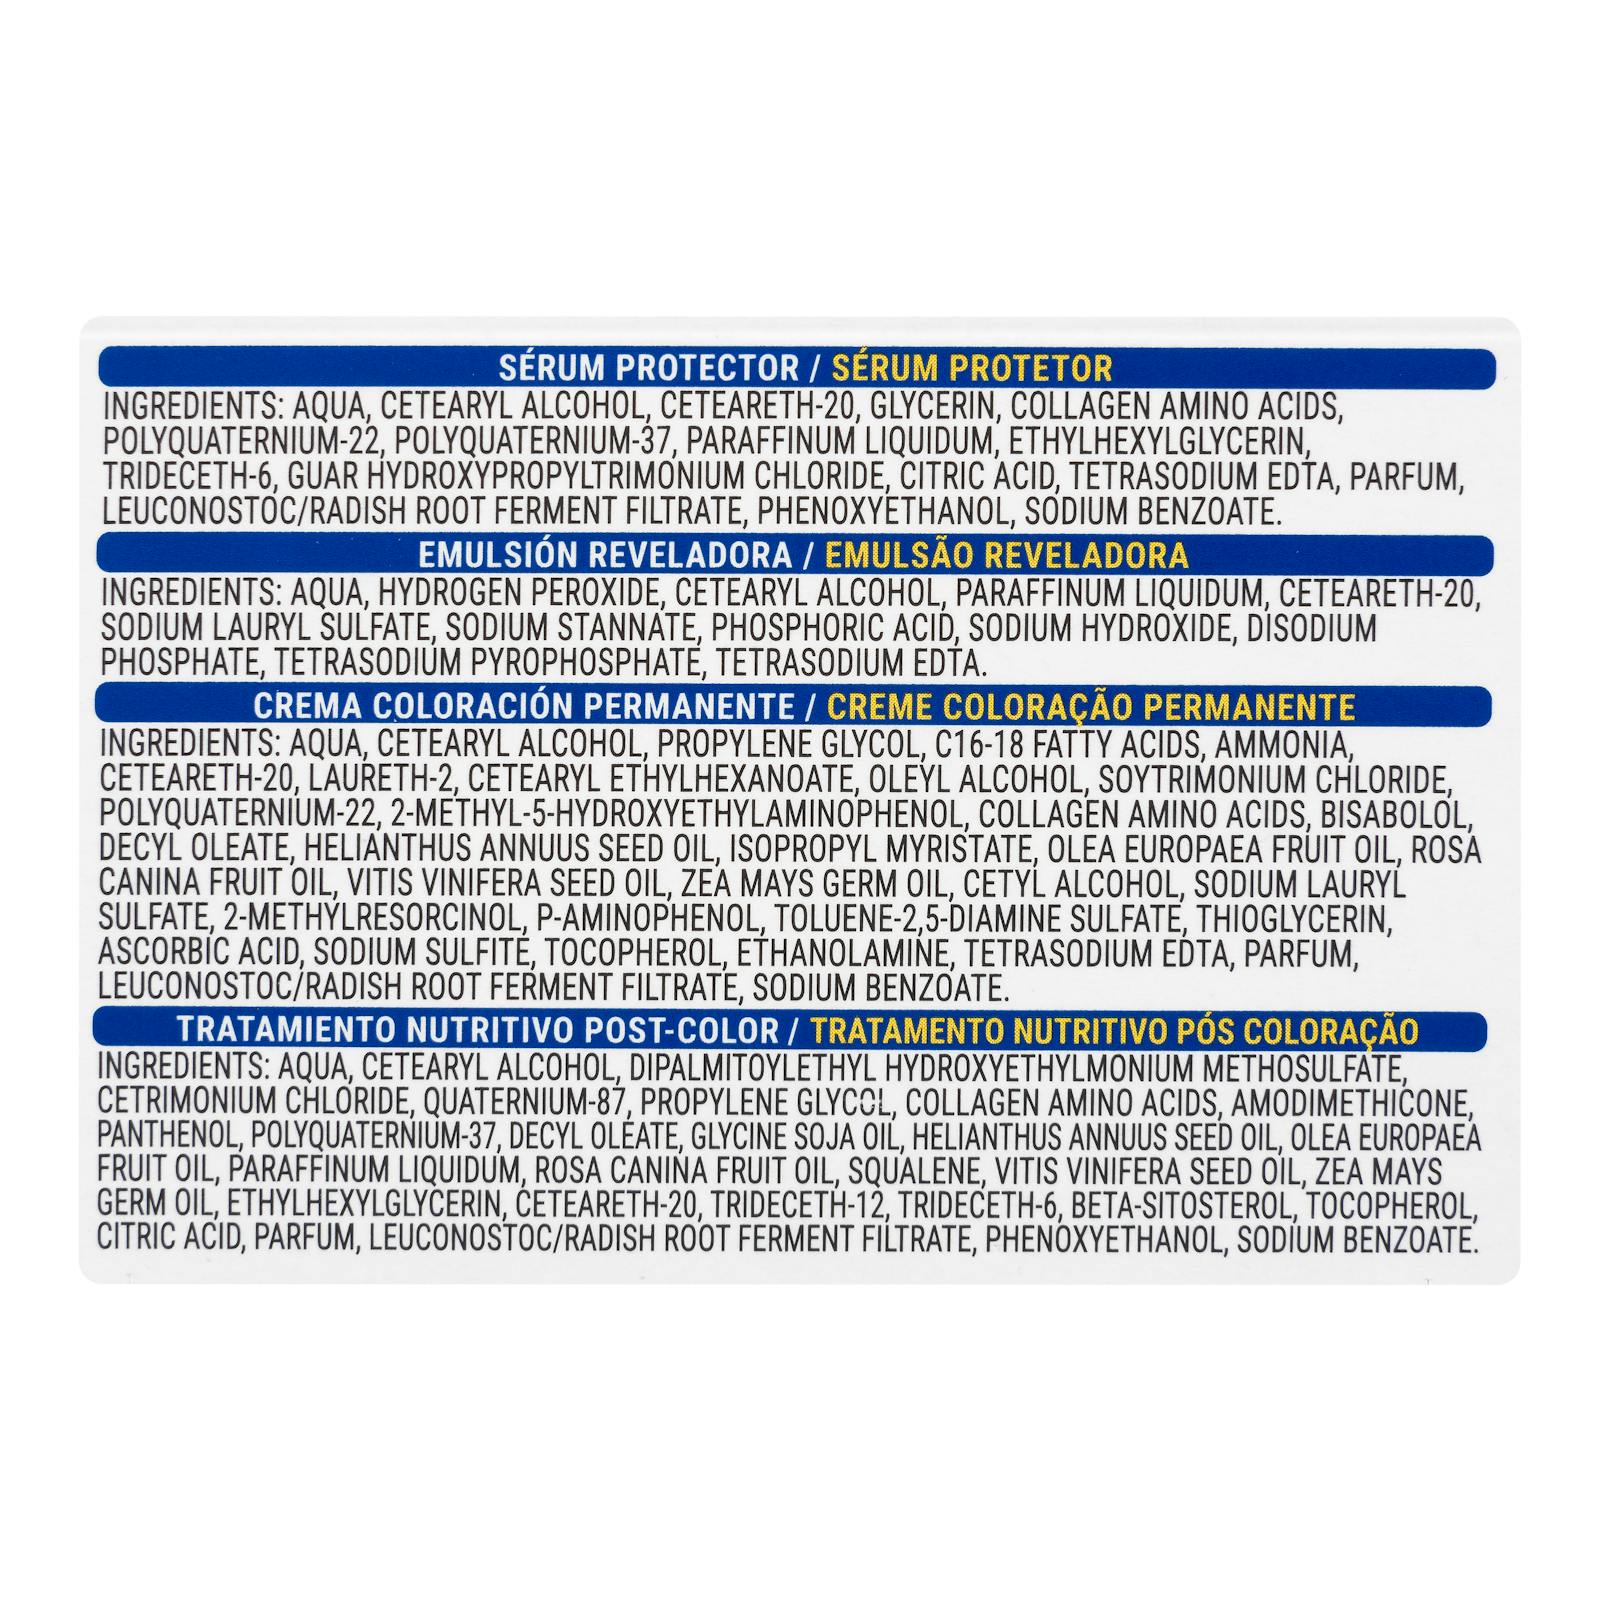 SÉRUM PROTECTOR / SÉRUM PROTETOR
INGREDIENTS: AQUA, CETEARYL ALCOHOL, CETEARETH-20, GLYCERIN, COLLAGEN AMINO ACIDS,
POLYQUATERNIUM-22, POLYQUATERNIUM-37, PARAFFINUM LIQUIDUM, ETHYLHEXYLGLYCERIN,
TRIDECETH-6, GUAR HYDROXYPROPYLTRIMONIUM CHLORIDE, CITRIC ACID, TETRASODIUM EDTA, PARFUM,
LEUCONOSTOC/RADISH ROOT FERMENT FILTRATE, PHENOXYETHANOL, SODIUM BENZOATE.
EMULSIÓN REVELADORA / EMULSÃO REVELADORA
INGREDIENTS: AQUA, HYDROGEN PEROXIDE, CETEARYL ALCOHOL, PARAFFINUM LIQUIDUM, CETEARETH-20,
SODIUM LAURYL SULFATE, SODIUM STANNATE, PHOSPHORIC ACID, SODIUM HYDROXIDE, DISODIUM
PHOSPHATE, TETRASODIUM PYROPHOSPHATE, TETRASODIUM EDTA.
CREMA COLORACIÓN PERMANENTE / CREME COLORAÇÃO PERMANENTE
INGREDIENTS: AQUA, CETEARYL ALCOHOL, PROPYLENE GLYCOL, C16-18 FATTY ACIDS, AMMONIA,
CETEARETH-20, LAURETH-2, CETEARYL ETHYLHEXANOATE, OLEYL ALCOHOL, SOYTRIMONIUM CHLORIDE,
POLYQUATERNIUM-22, 2-METHYL-5-HYDROXYETHYLAMINOPHENOL, COLLAGEN AMINO ACIDS, BISABOLOL,
DECYL OLEATE, HELIANTHUS ANNUUS SEED OIL, ISOPROPYL MYRISTATE, OLEA EUROPAEA FRUIT OIL, ROSA
CANINA FRUIT OIL, VITIS VINIFERA SEED OIL, ZEA MAYS GERM OIL, CETYL ALCOHOL, SODIUM LAURYL
SULFATE, 2-METHYLRESORCINOL, P-AMINOPHENOL, TOLUENE-2,5-DIAMINE SULFATE, THIOGLYCERIN,
ASCORBIC ACID, SODIUM SULFITE, TOCOPHEROL, ETHANOLAMINE, TETRASODIUM EDTA, PARFUM,
LEUCONOSTOC/RADISH ROOT FERMENT FILTRATE, SODIUM BENZOATE.
TRATAMIENTO NUTRITIVO POST-COLOR / TRATAMENTO NUTRITIVO PÓS COLORAÇÃO
INGREDIENTS: AQUA, CETEARYL ALCOHOL, DIPALMITOYLETHYL HYDROXYETHYLMONIUM METHOSULFATE,
CETRIMONIUM CHLORIDE, QUATERNIUM-87, PROPYLENE GLYCOL, COLLAGEN AMINO ACIDS, AMODIMETHICONE,
PANTHENOL, POLYQUATERNIUM-37, DECYL OLEATE, GLYCINE SOJA OIL, HELIANTHUS ANNUUS SEED OIL, OLEA EUROPAEA
FRUIT OIL, PARAFFINUM LIQUIDUM, ROSA CANINA FRUIT OIL, SQUALENE, VITIS VINIFERA SEED OIL, ZEA MAYS
GERM OIL, ETHYLHEXYLGLYCERIN, CETEARETH-20, TRIDECETH-12, TRIDECETH-6, BETA-SITOSTEROL, TOCOPHEROL,
CITRIC ACID, PARFUM, LEUCONOSTOC/RADISH ROOT FERMENT FILTRATE, PHENOXYETHANOL, SODIUM BENZOATE.